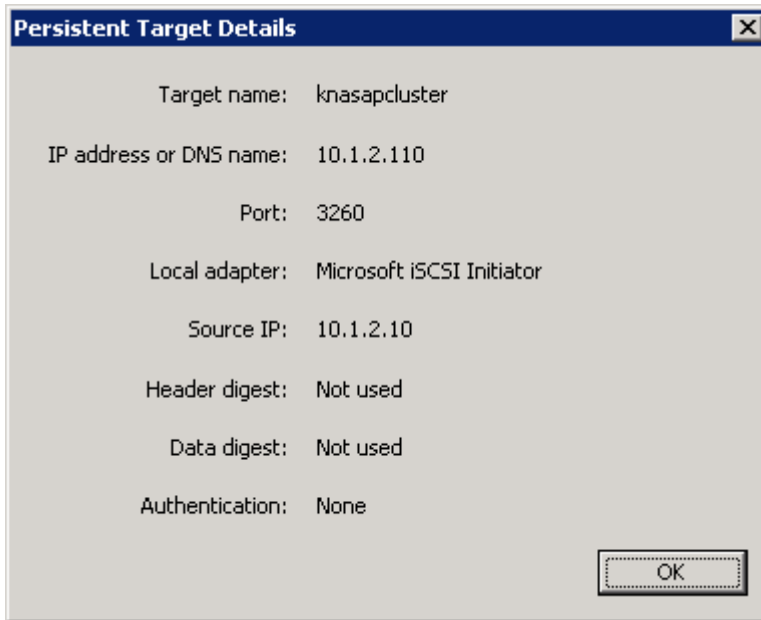 Persistent Target Details
Target name: knasapcluster
IP address or DNS name: 10.1.2.110
Port: 3260
Local adapter: Microsoft iSCSI Initiator
Source IP: 10.1.2.10
Header digest: Not used
Data digest: Not used
Authentication: None
OK